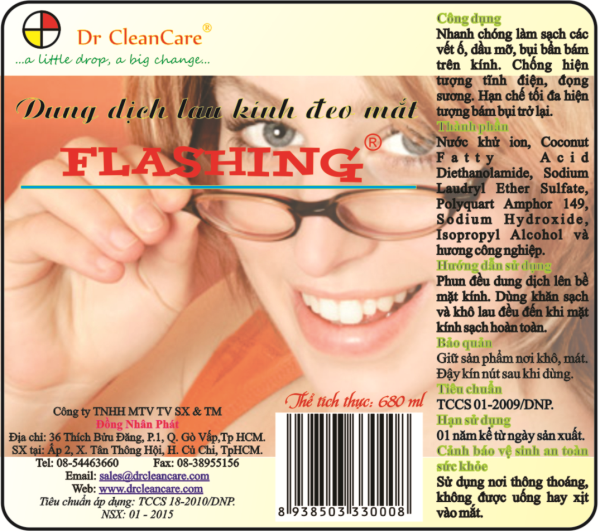 Dr CleanCare®
...a little drop, a big change...
Dung dịch lau kính đeo mắt
FLASHING®
Công dụng
Nhanh chóng làm sạch các
vết ố, dầu mỡ, bụi bẩn bám
trên kính. Chống hiện
tượng tĩnh điện, đọng
sương. Hạn chế tối đa hiện
tượng bám bụi trở lại.
Thành phần
Nước khử ion, Coconut
Fatty Acid
Diethanolamide, Sodium
Laudryl Ether Sulfate,
Polyquart Amphor 149,
Sodium Hydroxide,
Isopropyl Alcohol và
hương công nghiệp.
Hướng dẫn sử dụng
Phun đều dung dịch lên bề
mặt kính. Dùng khăn sạch
và khô lau đều đến khi mặt
kính sạch hoàn toàn.
Bảo quản
Giữ sản phẩm nơi khô, mát.
Đậy kín nút sau khi dùng.
Tiêu chuẩn
TCCS 01-2009/DNP.
Hạn sử dụng
01 năm kể từ ngày sản xuất.
Cảnh báo vệ sinh an toàn
sức khỏe
Sử dụng nơi thông thoáng,
không được uống hay xịt
vào mắt.
Thể tích thực: 680 ml
8 938503 330008
Công ty TNHH MTV TV SX & TM
Đồng Nhân Phát
Địa chỉ: 36 Thích Bửu Đăng, P.1, Q. Gò Vấp,Tp HCM.
SX tại: Ấp 2, X. Tân Thông Hội, H. Củ Chi, TpHCM.
Tel: 08-54463660 Fax: 08-38955156
Email: sales@drcleancare.com
Web: www.drcleancare.com
Tiêu chuẩn áp dụng: TCCS 18-2010/DNP.
NSX: 01 - 2015